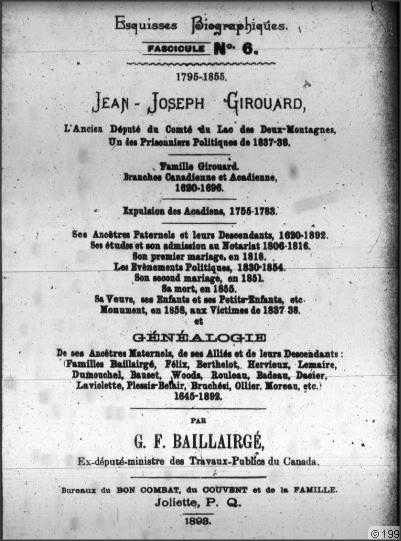 Esquisses Biographiques.
FASCICULE No. 6.
1795-1855.
JEAN-JOSEPH GIROUARD,
L'Ancien Député du Comté du Lac des Deux-Montagnes,
Un des Prisonniers Politiques de 1837-38.
Famille Girouard.
Branches Canadienne et Acadienne,
1620-1696.
Expulsion des Acadiens, 1755-1783.
Ses Ancêtres Paternels et leurs Descendants, 1620-1892.
Ses études et son admission au Notariat 1806-1816.
Son premier mariage, en 1818.
Les Evènements Politiques, 1830-1854.
Son second mariage, en 1851.
Sa mort, en 1855.
Sa Veuve, ses Enfants et ses Petits-Enfants, etc
Monument, en 1858, aux Victimes de 1837 38.
et
GÉNÉALOGIE
De ses Ancêtres Maternels, de ses Alliés et de leurs Descendants :
(Familles Baillairgé, Félix, Berthelot, Hervieux, Lemaire,
Dumouchel, Bauset, Woods, Rouleau, Badeau, Dasier,
Laviolette, Plessis-Belair, Bruchési, Ollier, Moreau, etc.)
1645-1892.
PAR
G. F. BAILLAIRGÉ,
Ex-député-ministre des Travaux-Publics du Canada.
Bureaux du BON COMBAT, du COUVENT et de la FAMILLE.
Joliette, P. Q.
1893.
© 199